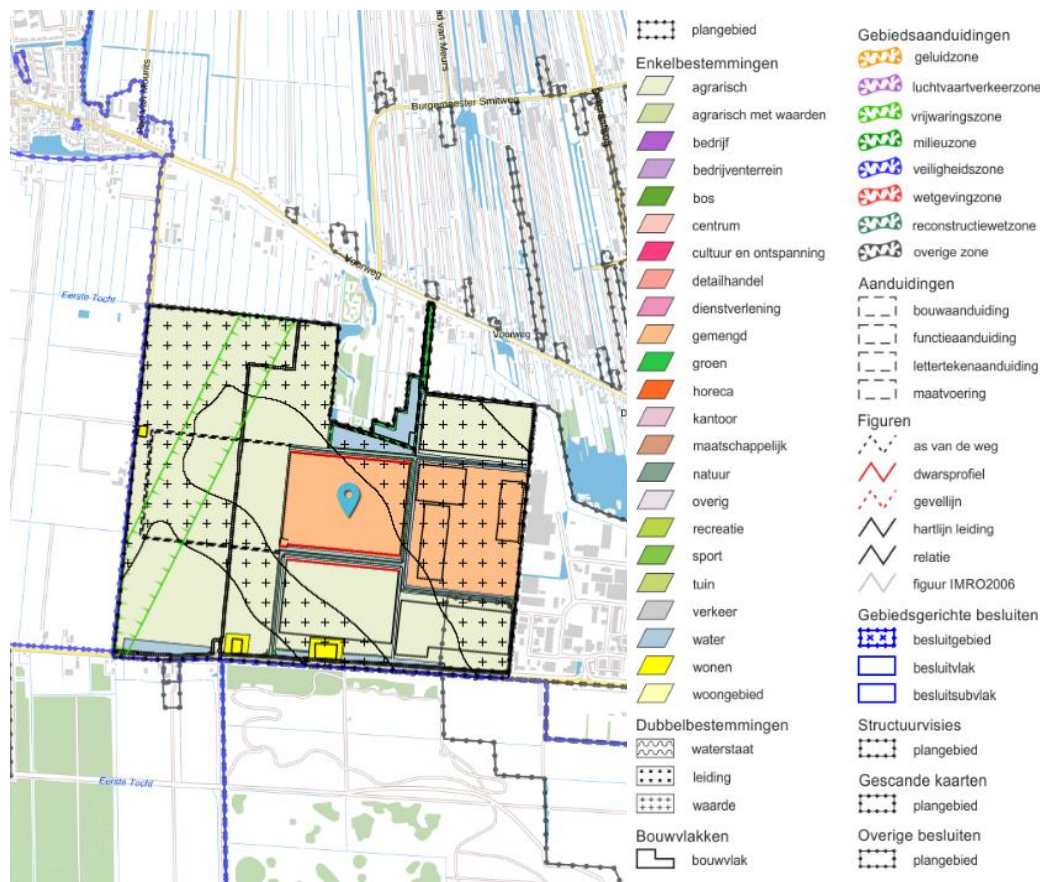 ad van Meurs
Burgemeester Smitweg
Voorweg
Voorweg
Eerste Tocht
Eerste Tocht
plangebied
Enkelbestemmingen
agrarisch
agrarisch met waarden
bedrijf
bedrijventerrein
bos
centrum
cultuur en ontspanning
detailhandel
dienstverlening
gemengd
groen
horeca
kantoor
maatschappelijk
natuur
overig
recreatie
sport
tuin
verkeer
water
wonen
woongebied
Dubbelbestemmingen
waterstaat
leiding
waarde
Bouwvlakken
bouwvlak
Gebiedsaanduidingen
geluidzone
luchtvaartverkeerzone
vrijwaringszone
milieuzone
veiligheidszone
wetgevingzone
reconstructiewetzone
overige zone
Aanduidingen
bouwaanduiding
functieaanduiding
lettertekenaanduiding
maatvoering
Figuren
as van de weg
dwarsprofiel
gevellijn
hartlijn leiding
relatie
figuur IMRO2006
Gebiedsgerichte besluiten
besluitgebied
besluitvlak
besluitsubvlak
Structuurvisies
plangebied
Gescande kaarten
plangebied
Overige besluiten
plangebied